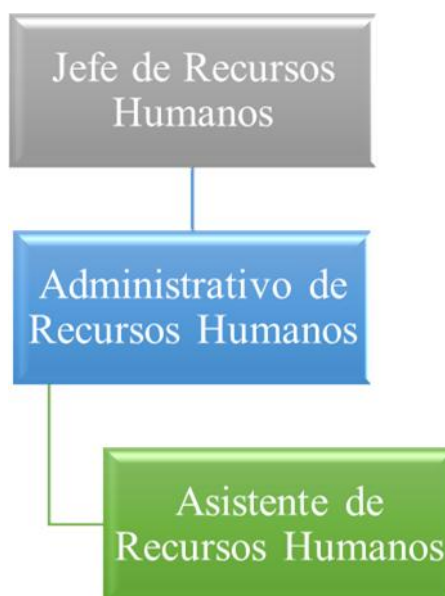 Jefe de Recursos
Humanos
Administrativo de
Recursos Humanos
Asistente de
Recursos Humanos